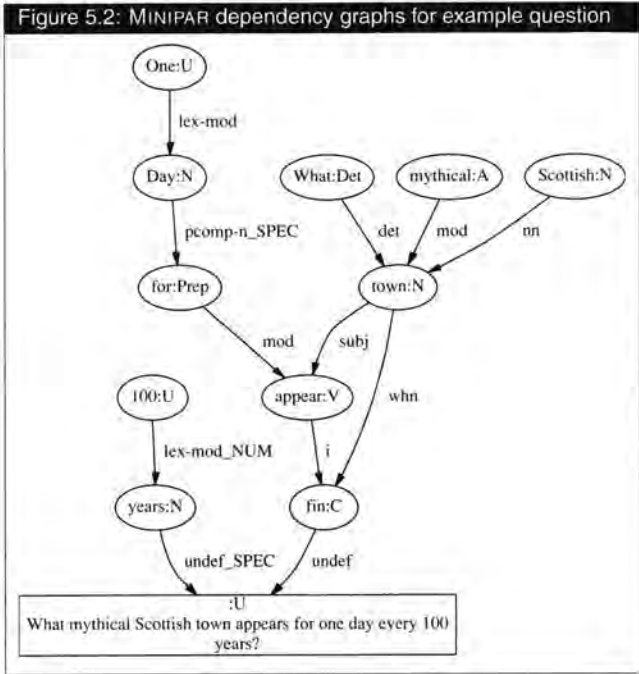 Figure 5.2: MINIPAR dependency graphs for example question
One:U
lex-mod
Day:N
What:Det
mythical:A
Scottish:N
pcomp-n_SPEC
det
mod
nn
for:Prep
town:N
mod
subj
100:U
appear:V
whn
lex-mod_NUM
i
years:N
fin:C
undef_SPEC
undef
:U
What mythical Scottish town appears for one day every 100
years?